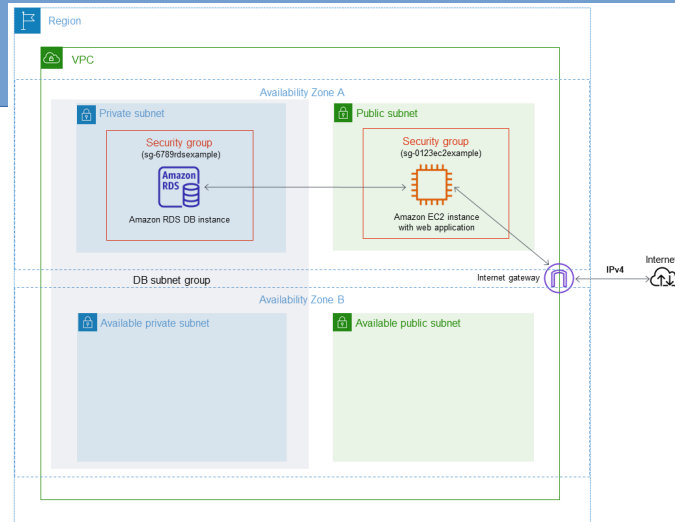 Region
VPC
Availability Zone A
Private subnet
Public subnet
Security group
(sg-6789rdsexample)
Security group
(sg-0123ec2example)
Amazon
RDS
Amazon RDS DB instance
Amazon EC2 instance
with web application
Internet
IPv4
Internet gateway
DB subnet group
Availability Zone B
Available private subnet
Available public subnet